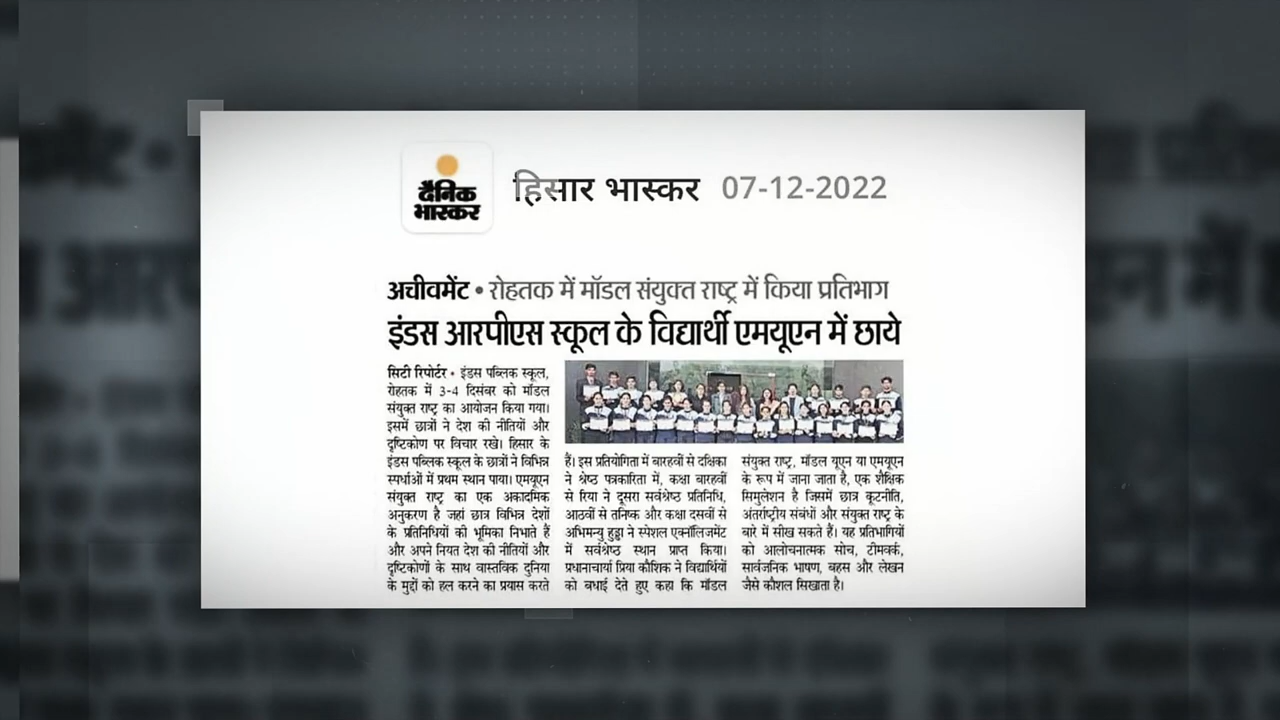 दैनिक
भास्कर
हिसार भास्कर 07-12-2022
अचीवमेंट • रोहतक में मॉडल संयुक्त राष्ट्र में किया प्रतिभाग
इंडस आरपीएस स्कूल के विद्यार्थी एमयूएन में छाये
सिटी रिपोर्टर • इंडस पब्लिक स्कूल,
रोहतक में 3-4 दिसंबर को मॉडल
संयुक्त राष्ट्र का आयोजन किया गया।
इसमें छात्रों ने देश की नीतियों और
दृष्टिकोण पर विचार रखे। हिसार के
इंडस पब्लिक स्कूल के छात्रों ने विभिन्न
स्पर्धाओं में प्रथम स्थान पाया। एमयूएन
संयुक्त राष्ट्र का एक अकादमिक
अनुकरण है जहां छात्र विभिन्न देशों
के प्रतिनिधियों की भूमिका निभाते हैं
और अपने नियत देश की नीतियों और
दृष्टिकोणों के साथ वास्तविक दुनिया
के मुद्दों को हल करने का प्रयास करते
हैं। इस प्रतियोगिता में बारहवीं से दक्षिका
ने श्रेष्ठ पत्रकारिता में, कक्षा बारहवीं
से रिया ने दूसरा सर्वश्रेष्ठ प्रतिनिधि,
आठवीं से तनिष्क और कक्षा दसवीं से
अभिमन्यु हुड्डा ने स्पेशल एक्नॉलिजमेंट
में सर्वश्रेष्ठ स्थान प्राप्त किया।
प्रधानाचार्या प्रिया कौशिक ने विद्यार्थियों
को बधाई देते हुए कहा कि मॉडल
संयुक्त राष्ट्र, मॉडल यूएन या एमयूएन
के रूप में जाना जाता है, एक शैक्षिक
सिमुलेशन है जिसमें छात्र कूटनीति,
अंतर्राष्ट्रीय संबंधों और संयुक्त राष्ट्र के
बारे में सीख सकते हैं। यह प्रतिभागियों
को आलोचनात्मक सोच, टीमवर्क,
सार्वजनिक भाषण, बहस और लेखन
जैसे कौशल सिखाता है।